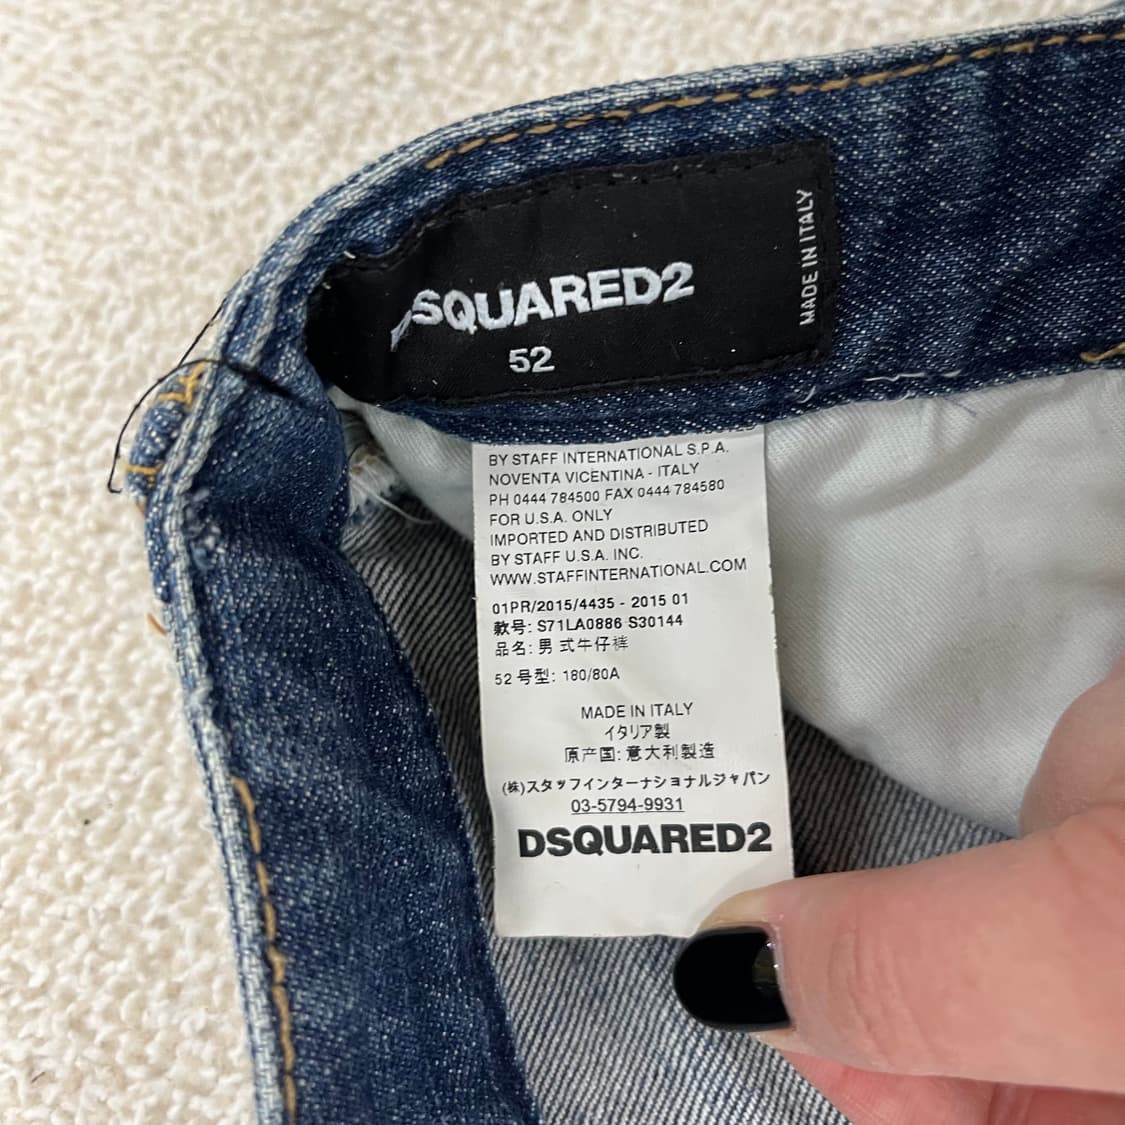 DSQUARED2
52
MADE IN ITALY
BY STAFF INTERNATIONAL S.P.A.
NOVENTA VICENTINA - ITALY
PH 0444 784500 FAX 0444 784580
FOR U.S.A. ONLY
IMPORTED AND DISTRIBUTED
BY STAFF U.S.A. INC.
WWW.STAFFINTERNATIONAL.COM
01PR/2015/4435 - 2015 01
款号: S71LA0886 S30144
品名: 男 式牛仔裤
52 号型: 180/80A
MADE IN ITALY
イタリア製
原产国: 意大利製造
(株)スタッフインターナショナルジャパン
03-5794-9931
DSQUARED2